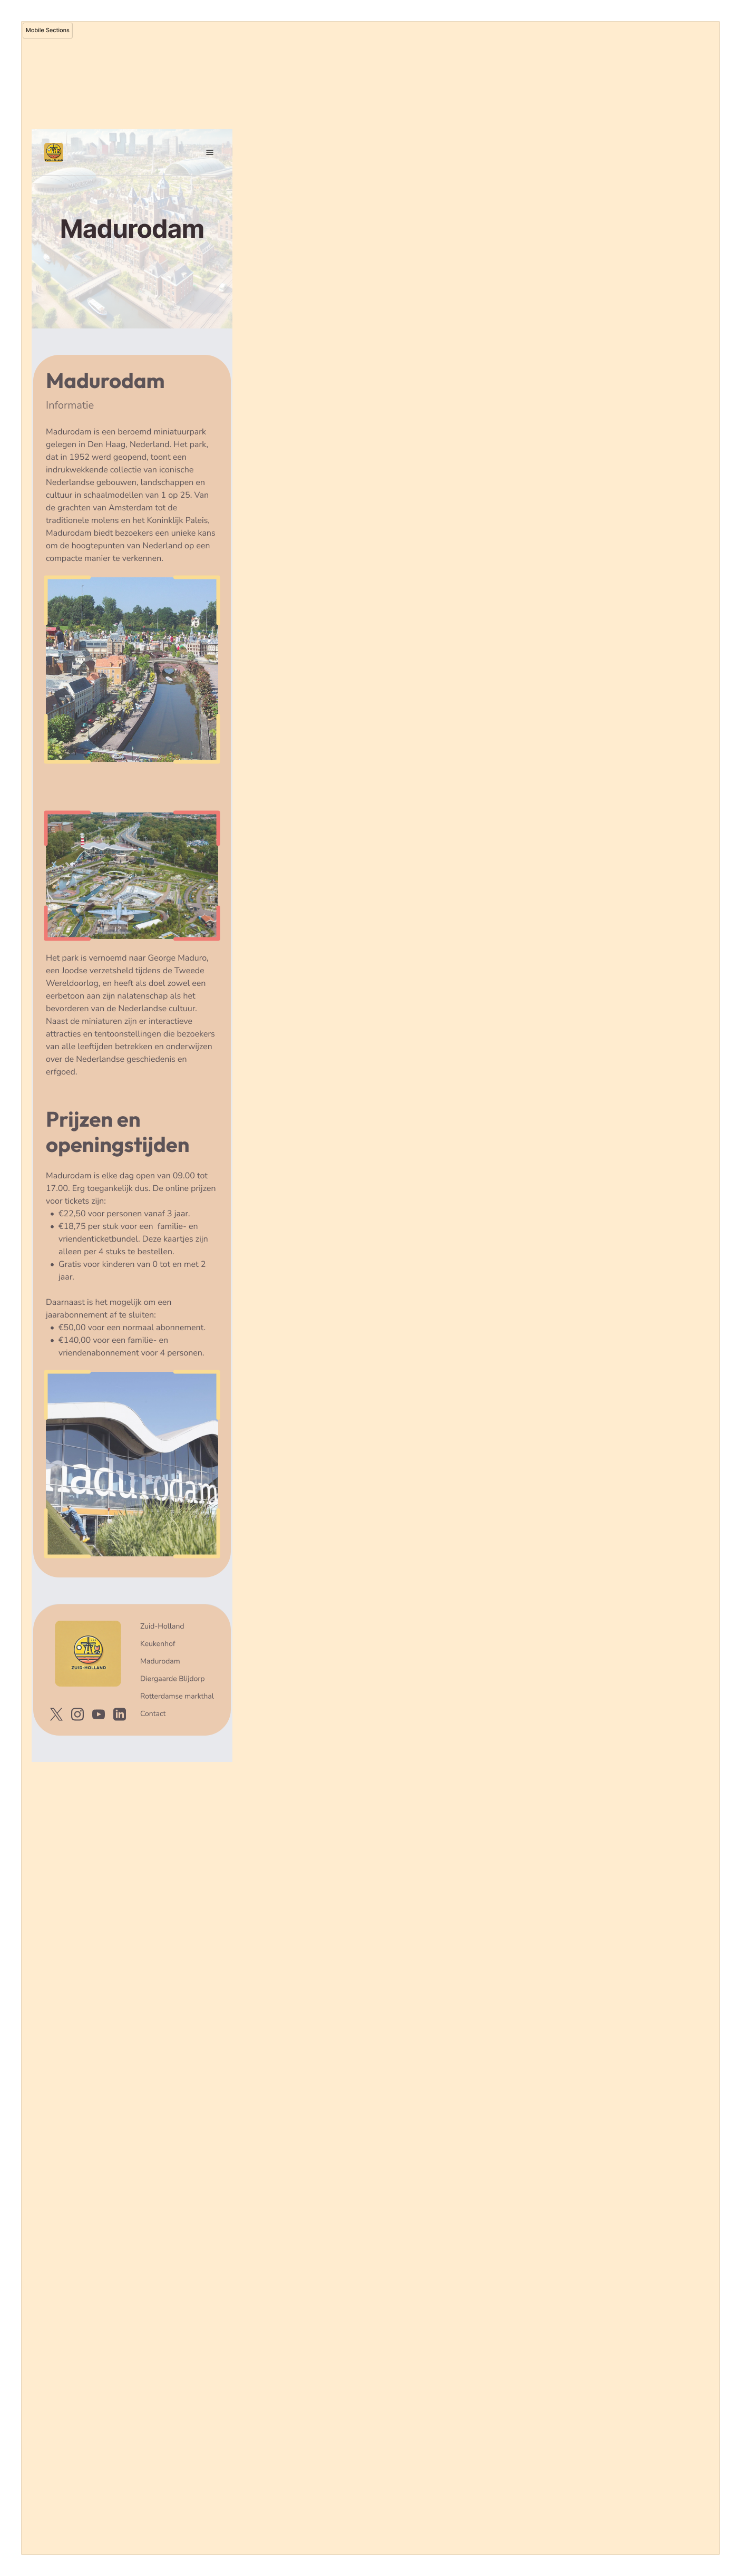 Mobile Sections
ZUID-HOLLAND
Madurodam
Madurodam
Informatie
Madurodam is een beroemd miniatuurpark
gelegen in Den Haag, Nederland. Het park,
dat in 1952 werd geopend, toont een
indrukwekkende collectie van iconische
Nederlandse gebouwen, landschappen en
cultuur in schaalmodellen van 1 op 25. Van
de grachten van Amsterdam tot de
traditionele molens en het Koninklijk Paleis,
Madurodam biedt bezoekers een unieke kans
om de hoogtepunten van Nederland op een
compacte manier te verkennen.
Het park is vernoemd naar George Maduro,
een Joodse verzetsheld tijdens de Tweede
Wereldoorlog, en heeft als doel zowel een
eerbetoon aan zijn nalatenschap als het
bevorderen van de Nederlandse cultuur.
Naast de miniaturen zijn er interactieve
attracties en tentoonstellingen die bezoekers
van alle leeftijden betrekken en onderwijzen
over de Nederlandse geschiedenis en
erfgoed.
Prijzen en
openingstijden
Madurodam is elke dag open van 09.00 tot
17.00. Erg toegankelijk dus. De online prijzen
voor tickets zijn:
• €22,50 voor personen vanaf 3 jaar.
• €18,75 per stuk voor een  familie- en
vriendenticketbundel. Deze kaartjes zijn
alleen per 4 stuks te bestellen.
• Gratis voor kinderen van 0 tot en met 2
jaar.
Daarnaast is het mogelijk om een
jaarabonnement af te sluiten:
• €50,00 voor een normaal abonnement.
• €140,00 voor een familie- en
vriendenabonnement voor 4 personen.
madurodam
ZUID-HOLLAND
Zuid-Holland
Keukenhof
Madurodam
Diergaarde Blijdorp
Rotterdamse markthal
Contact